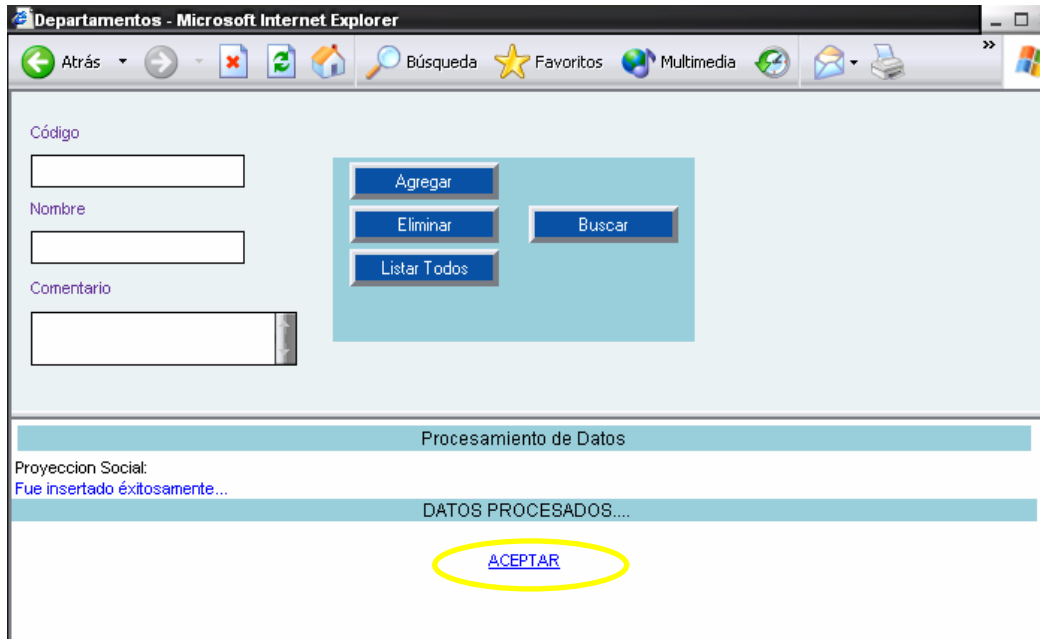 Departamentos - Microsoft Internet Explorer
Atrás Búsqueda Favoritos Multimedia »
Código
Agregar
Nombre
Eliminar Buscar
Listar Todos
Comentario
Procesamiento de Datos
Proyeccion Social:
Fue insertado éxitosamente...
DATOS PROCESADOS....
ACEPTAR